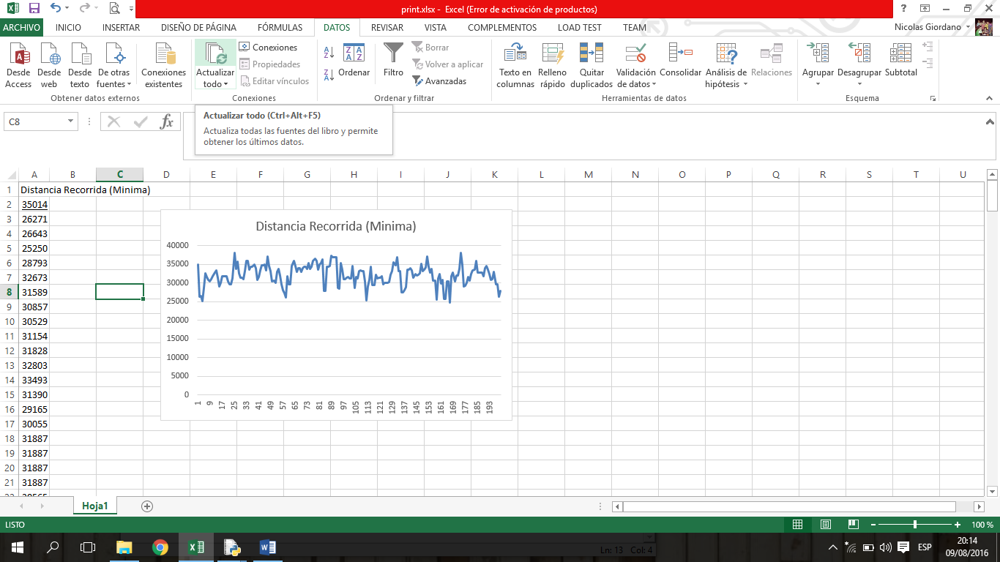 print.xlsx - Excel (Error de activación de productos)
ARCHIVO INICIO INSERTAR DISEÑO DE PÁGINA FÓRMULAS DATOS REVISAR VISTA COMPLEMENTOS LOAD TEST TEAM Nicolas Giordano
Desde Access
Desde web
Desde texto
De otras fuentes
Conexiones existentes
Obtener datos externos
Actualizar todo
Conexiones
Propiedades
Editar vínculos
Conexiones
Ordenar
Filtro
Borrar
Volver a aplicar
Avanzadas
Ordenar y filtrar
Texto en columnas
Relleno rápido
Quitar duplicados
Validación de datos
Consolidar
Análisis de hipótesis
Relaciones
Herramientas de datos
Agrupar
Desagrupar
Subtotal
Esquema
C8
fx
Actualizar todo (Ctrl+Alt+F5)
Actualiza todas las fuentes del libro y permite
obtener los últimos datos.
A B C D E F G H I J K L M N O P Q R S T U
1 Distancia Recorrida (Minima)
2 35014
3 26271
4 26643
5 25250
6 28793
7 32673
8 31589
9 30857
10 30529
11 31154
12 31828
13 32803
14 33493
15 31390
16 29165
17 30055
18 31887
19 31887
20 31887
21 31887
Distancia Recorrida (Minima)
40000
35000
30000
25000
20000
15000
10000
5000
0
1 9 17 25 33 41 49 57 65 73 81 89 97 105 113 121 129 137 145 153 161 169 177 185 193
Hoja1
LISTO
100 %
Ln: 13 Col: 4
ESP
20:14
09/08/2016